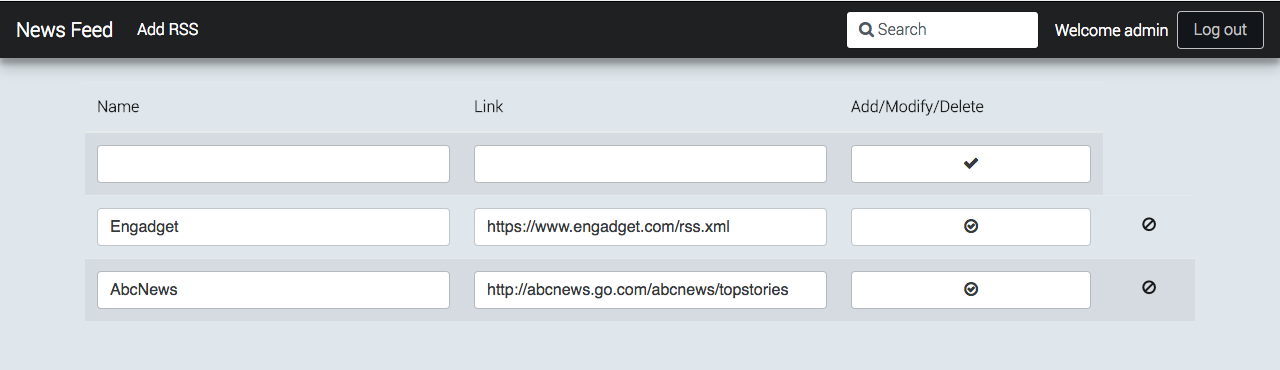 News Feed Add RSS Search Welcome admin Log out
Name Link Add/Modify/Delete
Engadget https://www.engadget.com/rss.xml
AbcNews http://abcnews.go.com/abcnews/topstories